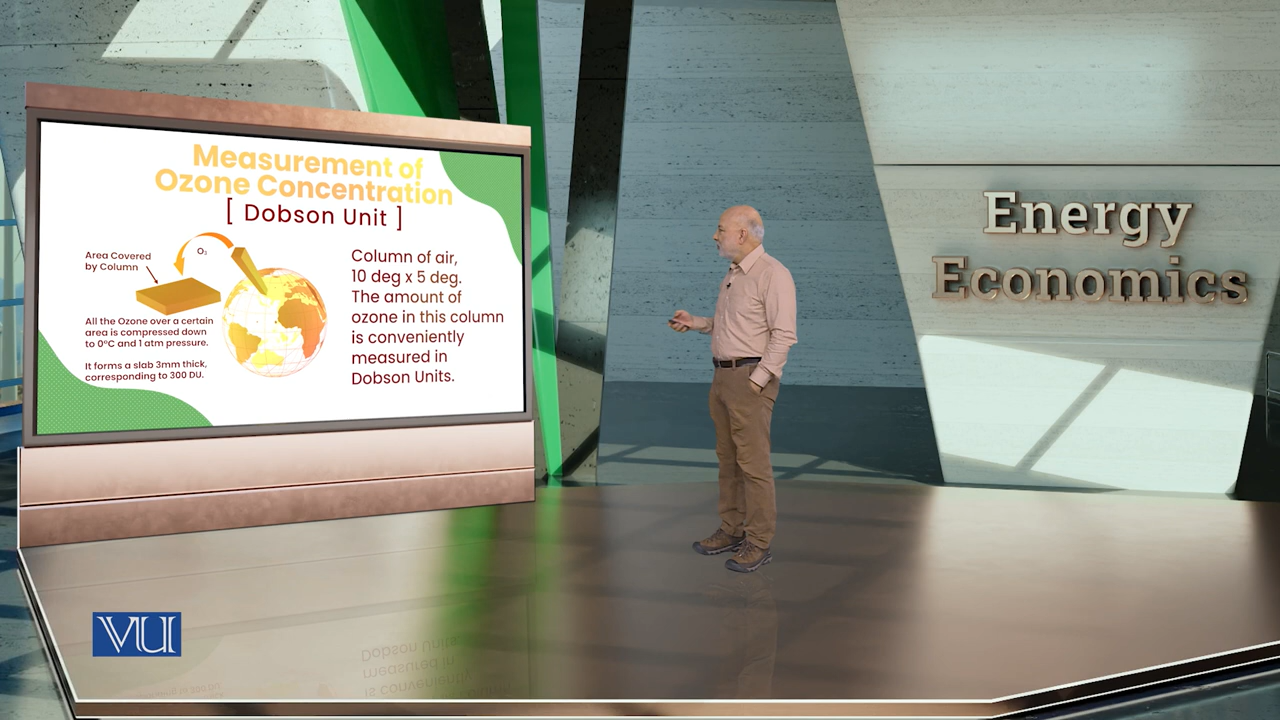 Measurement of
Ozone Concentration
[ Dobson Unit ]
Area Covered
by Column
O₃
All the Ozone over a certain
area is compressed down
to 0°C and 1 atm pressure.
It forms a slab 3mm thick,
corresponding to 300 DU.
Column of air,
10 deg x 5 deg.
The amount of
ozone in this column
is conveniently
measured in
Dobson Units.
Energy
Economics
VU